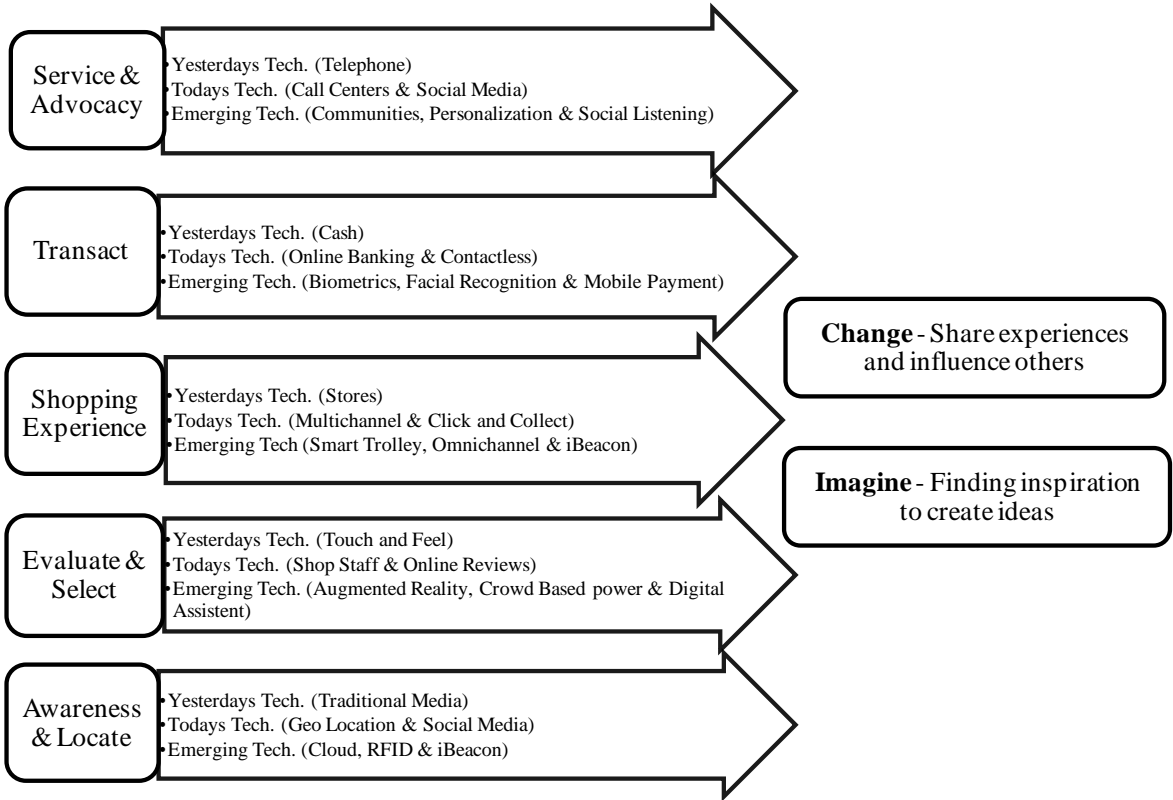 Service &
Advocacy
•Yesterdays Tech. (Telephone)
•Todays Tech. (Call Centers & Social Media)
•Emerging Tech. (Communities, Personalization & Social Listening)
Transact
•Yesterdays Tech. (Cash)
•Todays Tech. (Online Banking & Contactless)
•Emerging Tech. (Biometrics, Facial Recognition & Mobile Payment)
Shopping
Experience
•Yesterdays Tech. (Stores)
•Todays Tech. (Multichannel & Click and Collect)
•Emerging Tech (Smart Trolley, Omnichannel & iBeacon)
Evaluate &
Select
•Yesterdays Tech. (Touch and Feel)
•Todays Tech. (Shop Staff & Online Reviews)
•Emerging Tech. (Augmented Reality, Crowd Based power & Digital
Assistent)
Awareness
& Locate
•Yesterdays Tech. (Traditional Media)
•Todays Tech. (Geo Location & Social Media)
•Emerging Tech. (Cloud, RFID & iBeacon)
Change - Share experiences
and influence others
Imagine - Finding inspiration
to create ideas